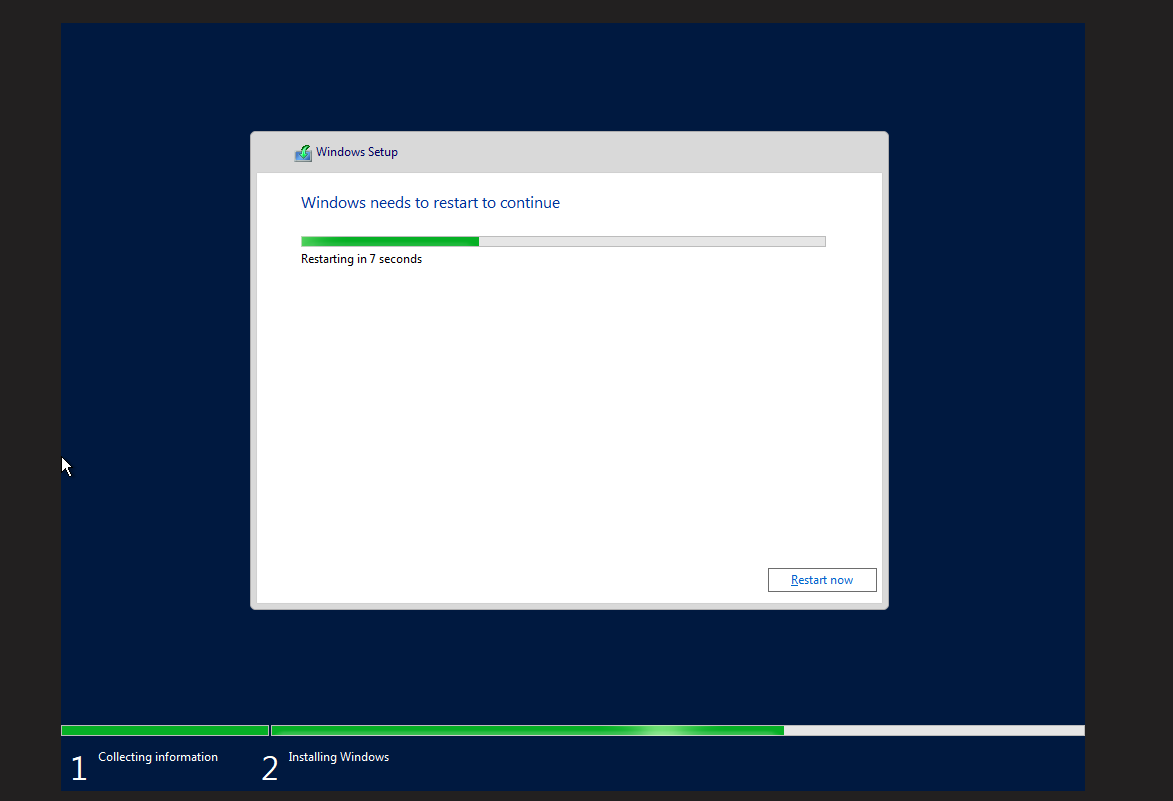 Windows Setup
Windows needs to restart to continue
Restarting in 7 seconds
Restart now
1 Collecting information
2 Installing Windows